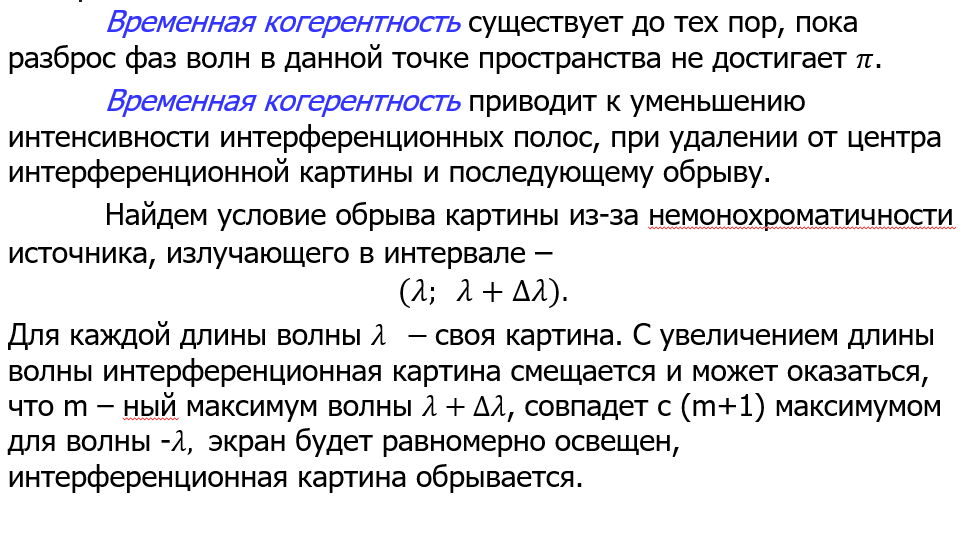 Временная когерентность существует до тех пор, пока
разброс фаз волн в данной точке пространства не достигает 𝜋.
Временная когерентность приводит к уменьшению
интенсивности интерференционных полос, при удалении от центра
интерференционной картины и последующему обрыву.
Найдем условие обрыва картины из-за немонохроматичности
источника, излучающего в интервале –
(𝜆; 𝜆 + Δ𝜆).
Для каждой длины волны 𝜆 – своя картина. С увеличением длины
волны интерференционная картина смещается и может оказаться,
что m – ный максимум волны 𝜆 + Δ𝜆, совпадет с (m+1) максимумом
для волны -𝜆, экран будет равномерно освещен,
интерференционная картина обрывается.